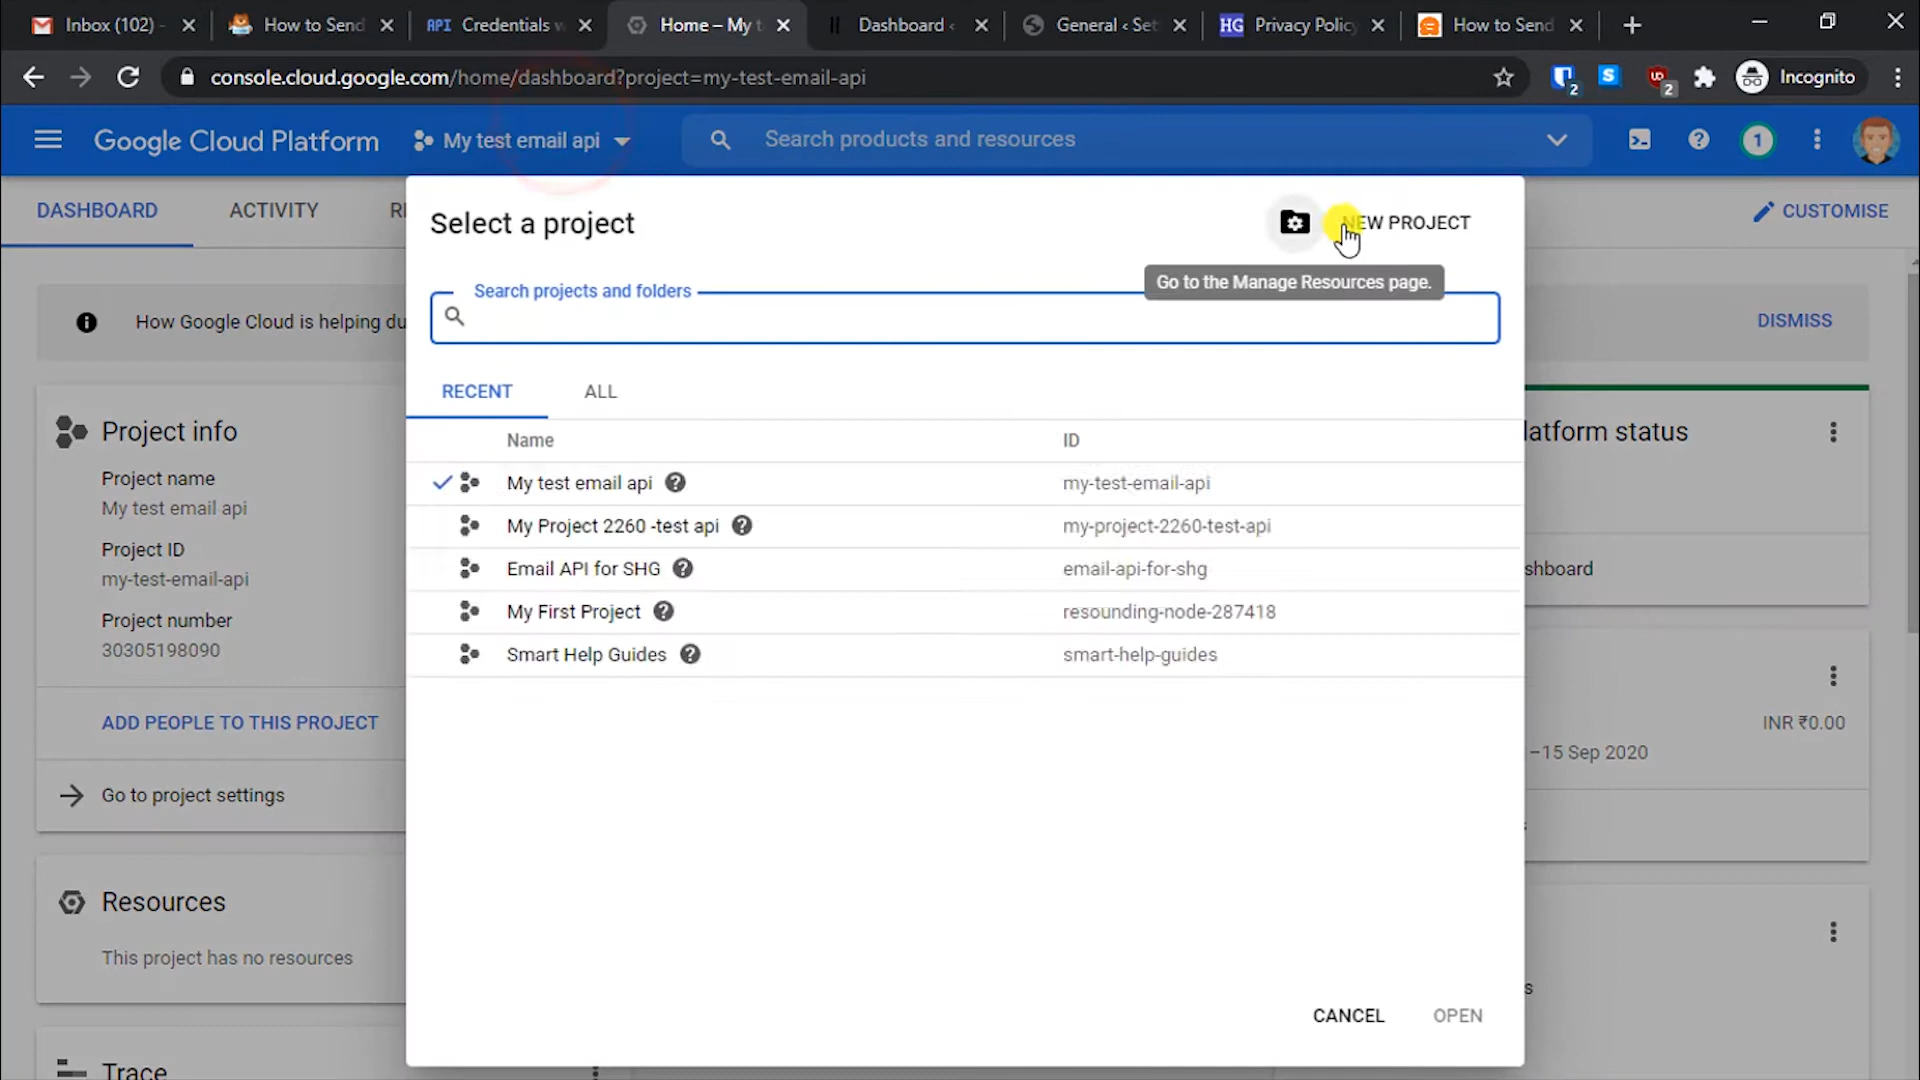 Inbox (102) -
How to Send
API Credentials w
Home – My t
Dashboard ‹
General ‹ Set
HG Privacy Policy
How to Send
console.cloud.google.com/home/dashboard?project=my-test-email-api
2
S
2
Incognito
Google Cloud Platform
My test email api
Search products and resources
1
DASHBOARD
ACTIVITY
CUSTOMISE
Select a project
NEW PROJECT
Go to the Manage Resources page.
Search projects and folders
How Google Cloud is helping du
DISMISS
RECENT
ALL
Name
ID
My test email api
my-test-email-api
My Project 2260 -test api
my-project-2260-test-api
Email API for SHG
email-api-for-shg
My First Project
resounding-node-287418
Smart Help Guides
smart-help-guides
CANCEL
OPEN
Project info
Project name
My test email api
Project ID
my-test-email-api
Project number
30305198090
ADD PEOPLE TO THIS PROJECT
Go to project settings
Resources
This project has no resources
Trace
latform status
shboard
INR ₹0.00
–15 Sep 2020
s